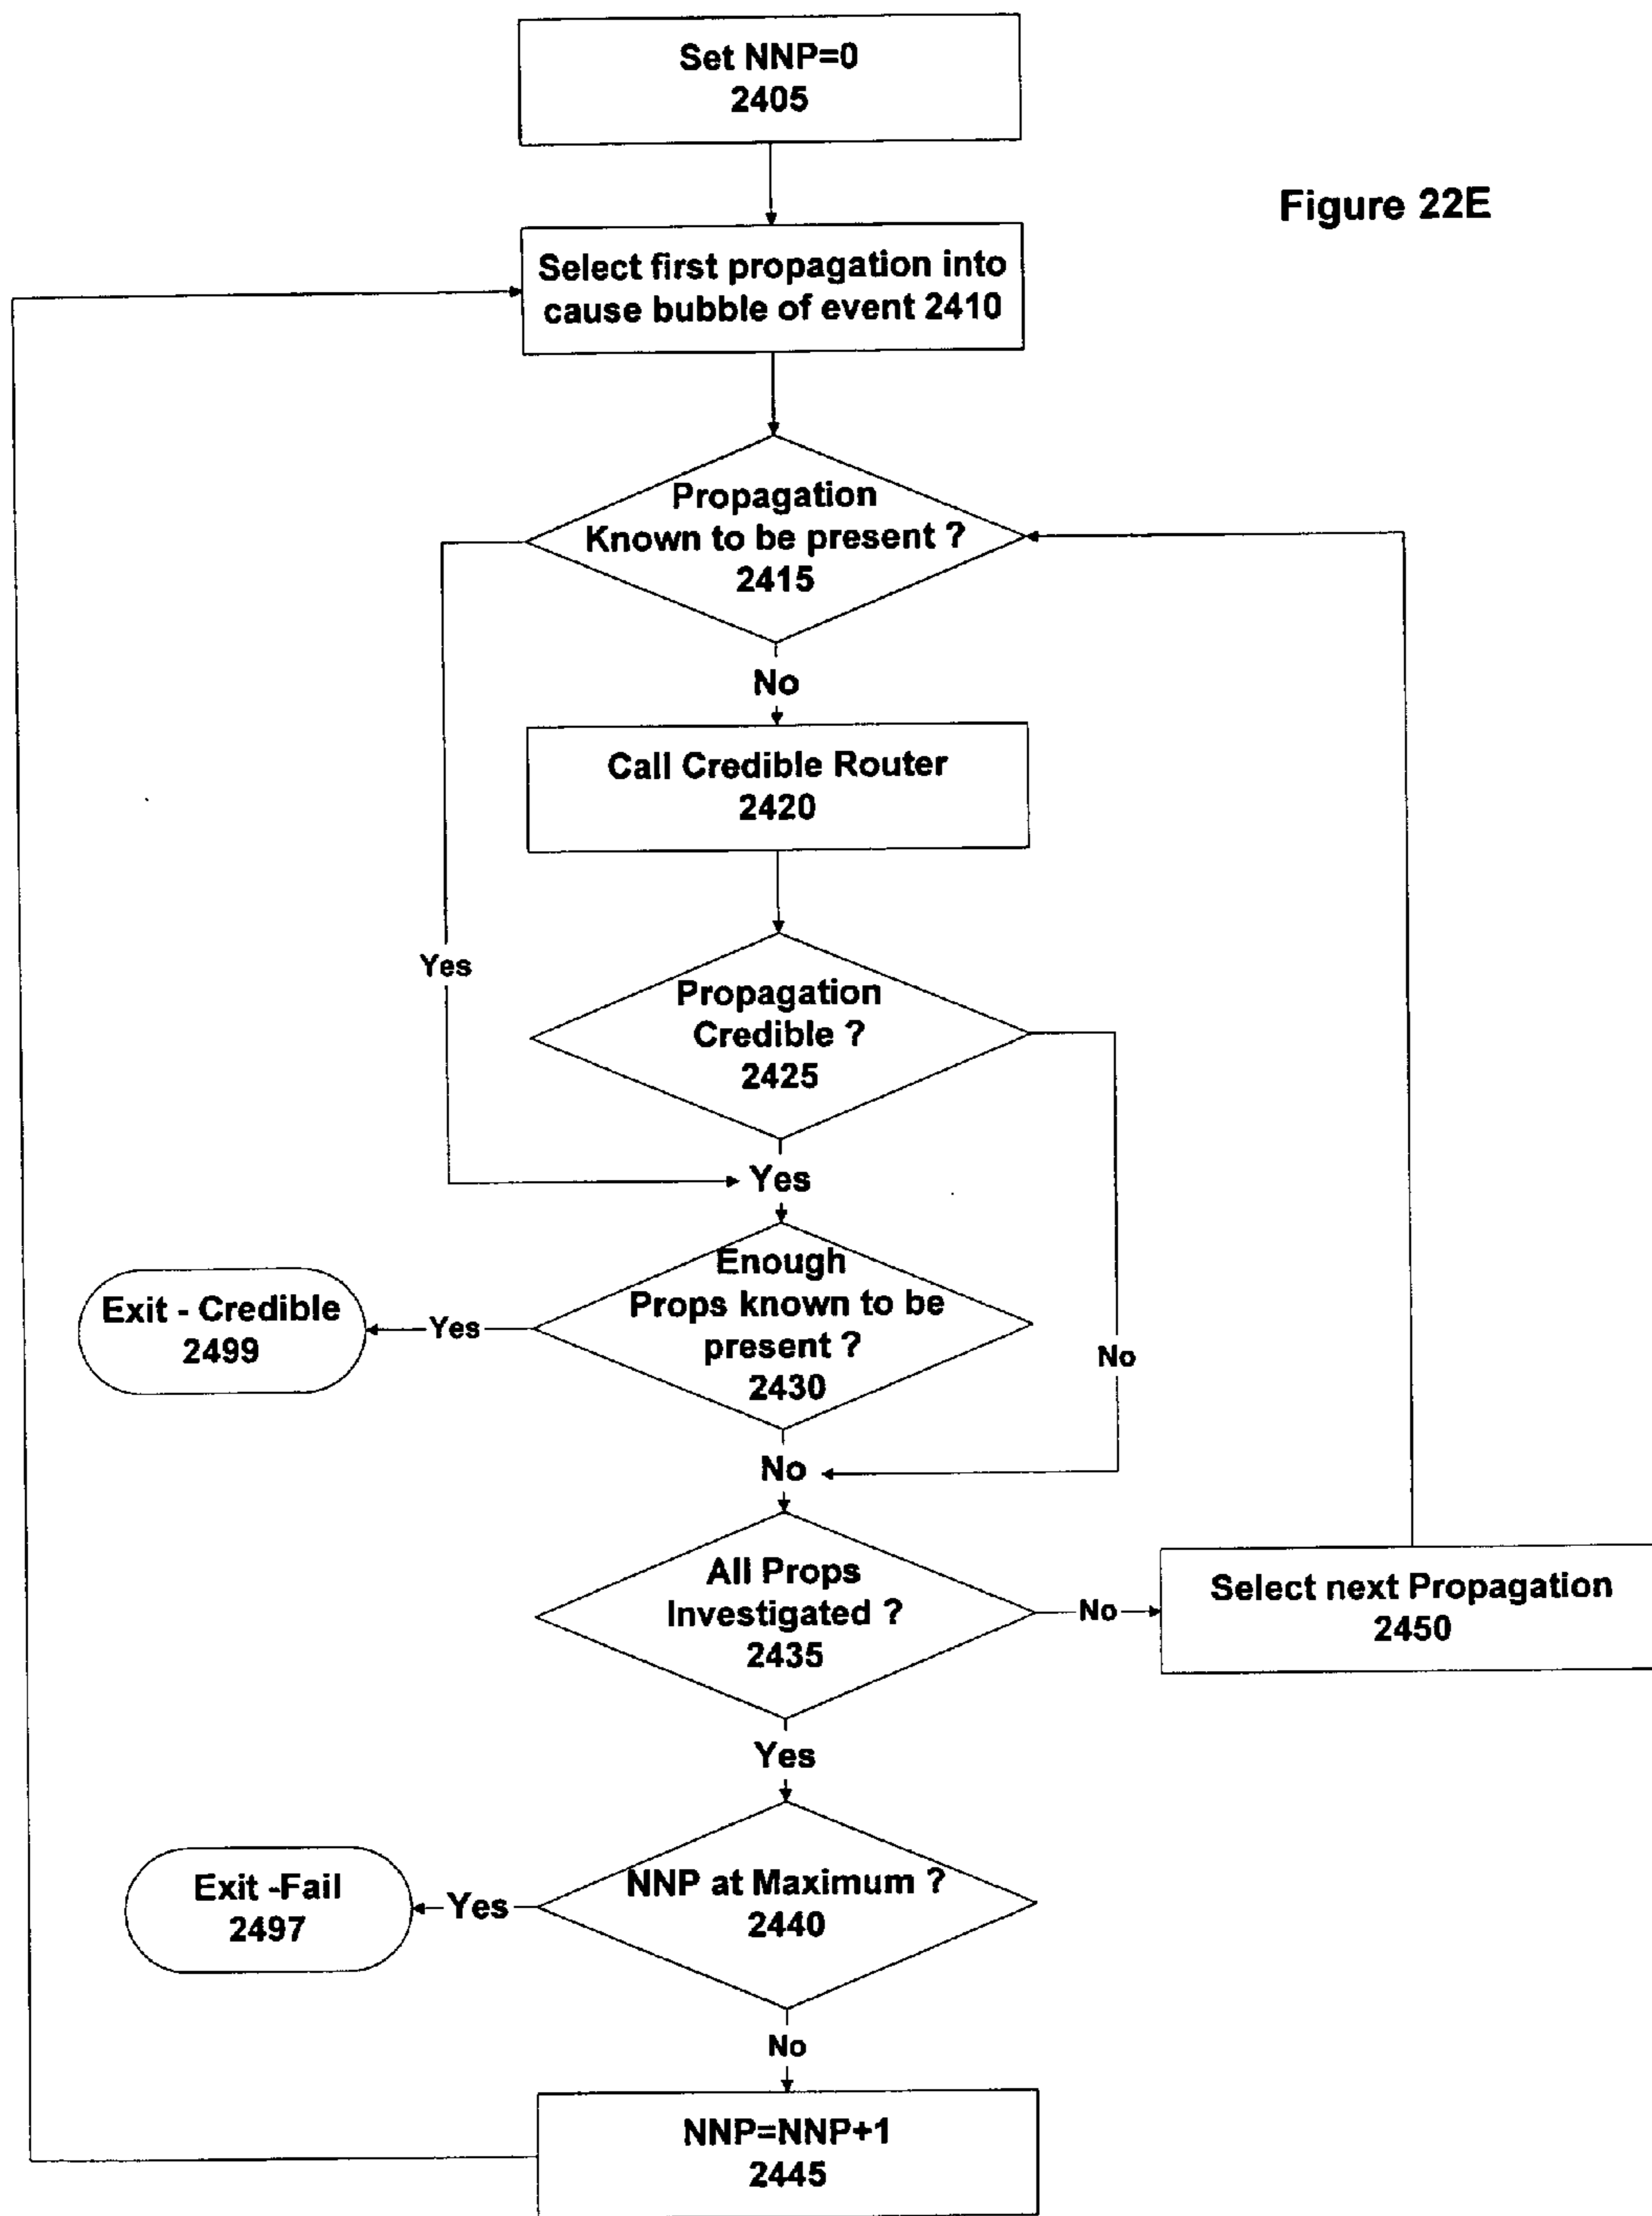 Set NNP=0
2405
Figure 22E
Select first propagation into
cause bubble of event 2410
Propagation
Known to be present ?
2415
No
Call Credible Router
2420
Yes
Propagation
Credible ?
2425
Yes
Enough
Props known to be
present ?
2430
Exit - Credible
2499
Yes
No
No
All Props
Investigated ?
2435
No
Select next Propagation
2450
Yes
NNP at Maximum ?
2440
Exit -Fail
2497
Yes
No
NNP=NNP+1
2445